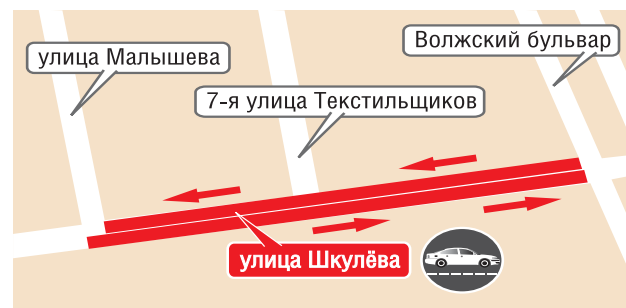 Волжский бульвар
улица Малышева
7-я улица Текстильщиков
улица Шкулёва